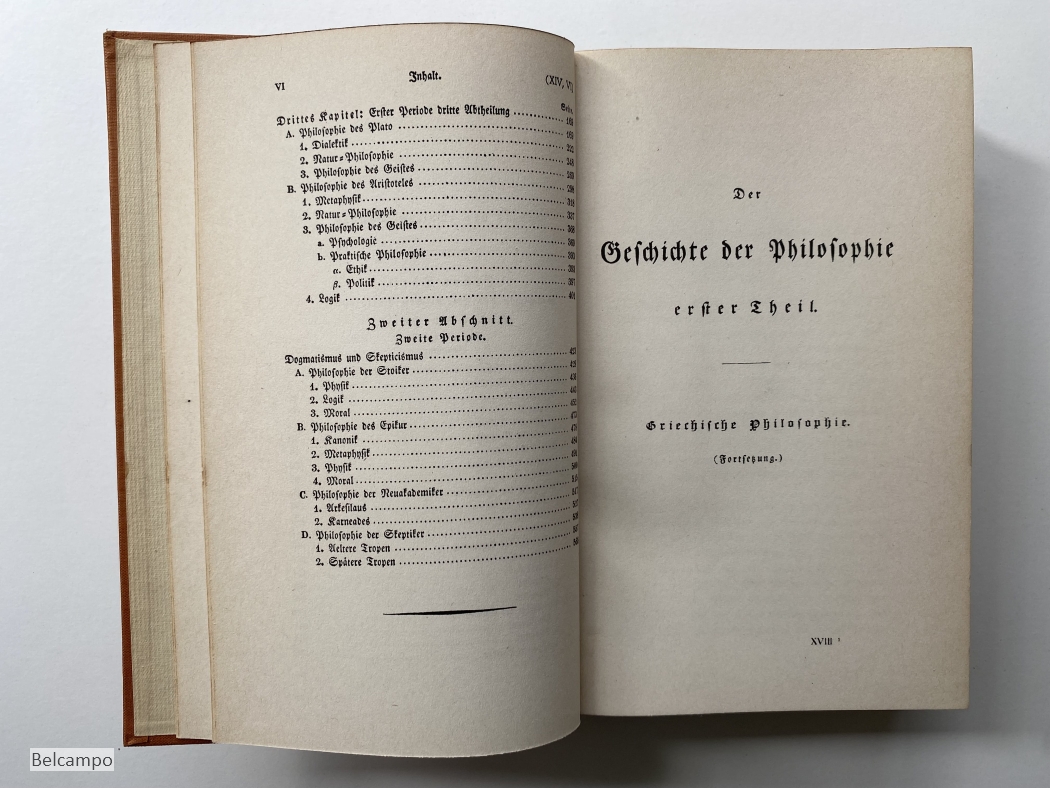 VI
Inhalt.
(XIV, VI
Seite.
Drittes Kapitel: Erster Periode dritte Abtheilung
A. Philosophie des Plato
1. Dialektik
2. Natur=Philosophie
3. Philosophie des Geistes
B. Philosophie des Aristoteles
1. Metaphysik
2. Natur=Philosophie
3. Philosophie des Geistes
a. Psychologie
b. Praktische Philosophie
α. Ethik
β. Politik
4. Logik 401
Zweiter Abschnitt.
Zweite Periode.
Dogmatismus und Skepticismus
A. Philosophie der Stoiker
1. Physik
2. Logik
3. Moral
B. Philosophie des Epikur
1. Kanonik
2. Metaphysik
3. Physik
4. Moral
C. Philosophie der Neuakademiker
1. Arkesilaus
2. Karneades
D. Philosophie der Skeptiker
1. Aeltere Tropen
2. Spätere Tropen
Der
Geschichte der Philosophie
erster Theil.
Griechische Philosophie.
(Fortsetzung.)
XVIII 1
Belcampo